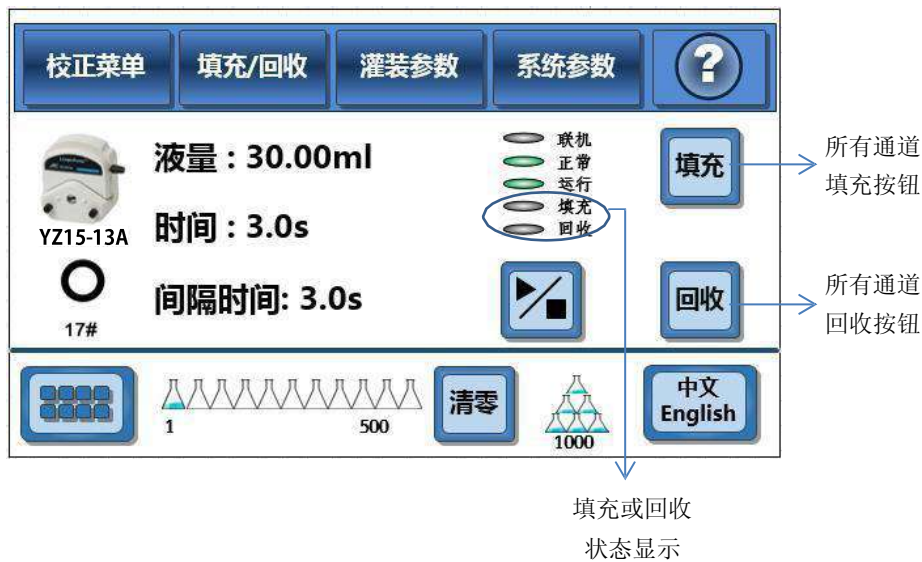 校正菜单
填充/回收
灌装参数
系统参数
?
液量：30.00ml
时间：3.0s
间隔时间: 3.0s
YZ15-13A
17#
联机
正常
运行
填充
回收
填充
回收
所有通道
填充按钮
所有通道
回收按钮
1
500
清零
1000
中文
English
填充或回收
状态显示